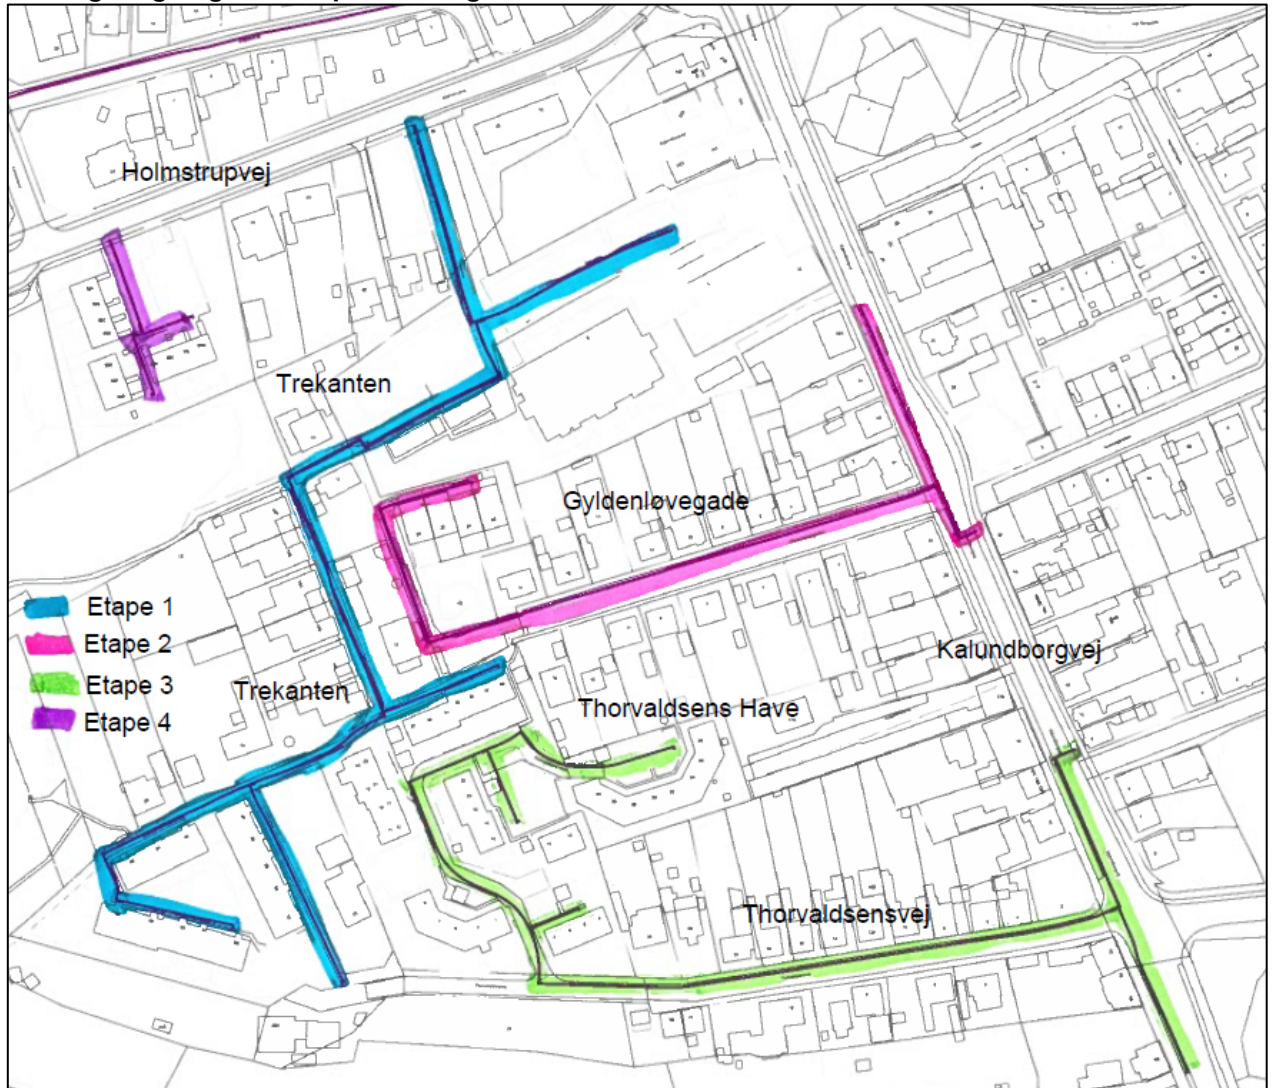 Holmstrupvej
Trekanten
Gyldenløvegade
Etape 1
Etape 2
Etape 3
Etape 4
Kalundborgvej
Trekanten
Thorvaldsens Have
Thorvaldsensvej